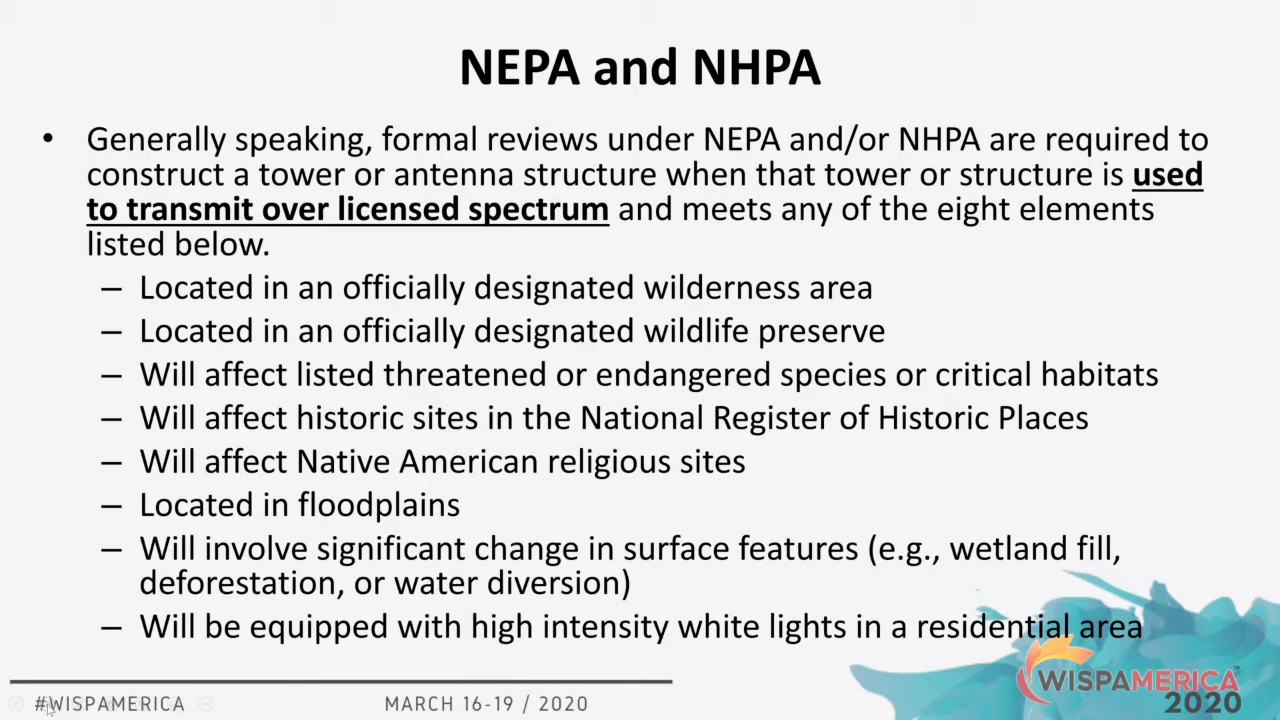 NEPA and NHPA
• Generally speaking, formal reviews under NEPA and/or NHPA are required to
construct a tower or antenna structure when that tower or structure is used
to transmit over licensed spectrum and meets any of the eight elements
listed below.
– Located in an officially designated wilderness area
– Located in an officially designated wildlife preserve
– Will affect listed threatened or endangered species or critical habitats
– Will affect historic sites in the National Register of Historic Places
– Will affect Native American religious sites
– Located in floodplains
– Will involve significant change in surface features (e.g., wetland fill,
deforestation, or water diversion)
– Will be equipped with high intensity white lights in a residential area
#WISPAMERICA
MARCH 16-19 / 2020
WISPAMERICA™
2020